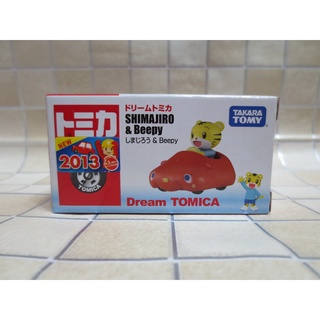 トミカ
NEW
2013
TOMICA
ドリームトミカ
SHIMAJIRO
& Beepy
しまじろう & Beepy
TAKARA
TOMY
Dream TOMICA